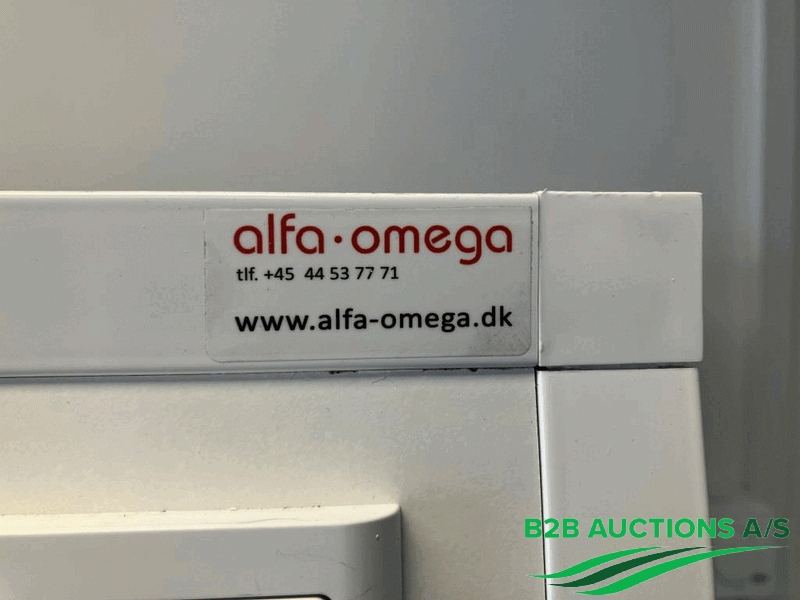 alfa·omega
tlf. +45 44 53 77 71
www.alfa-omega.dk
B2B AUCTIONS A/S